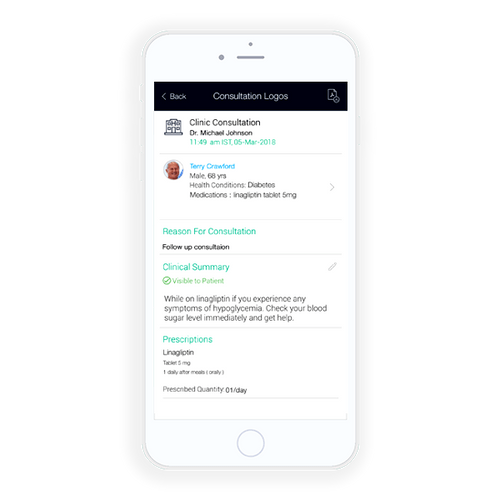 Back
Consultation Logos
Clinic Consultation
Dr. Michael Johnson
11:49 am IST,05-Mar-2018
Terry Crawford
Male, 68 yrs
Health Conditions: Diabetes
Medications : linagliptin tablet 5mg
Reason For Consultation
Follow up consultaion
Clinical Summary
Visible to Patient
While on linagliptin if you experience any
symptoms of hypoglycemia. Check your blood
sugar level immediately and get help.
Prescriptions
Linagliptin
Tablet 5 mg
1 daily after meals ( orally )
Prescribed Quantity: 01/day